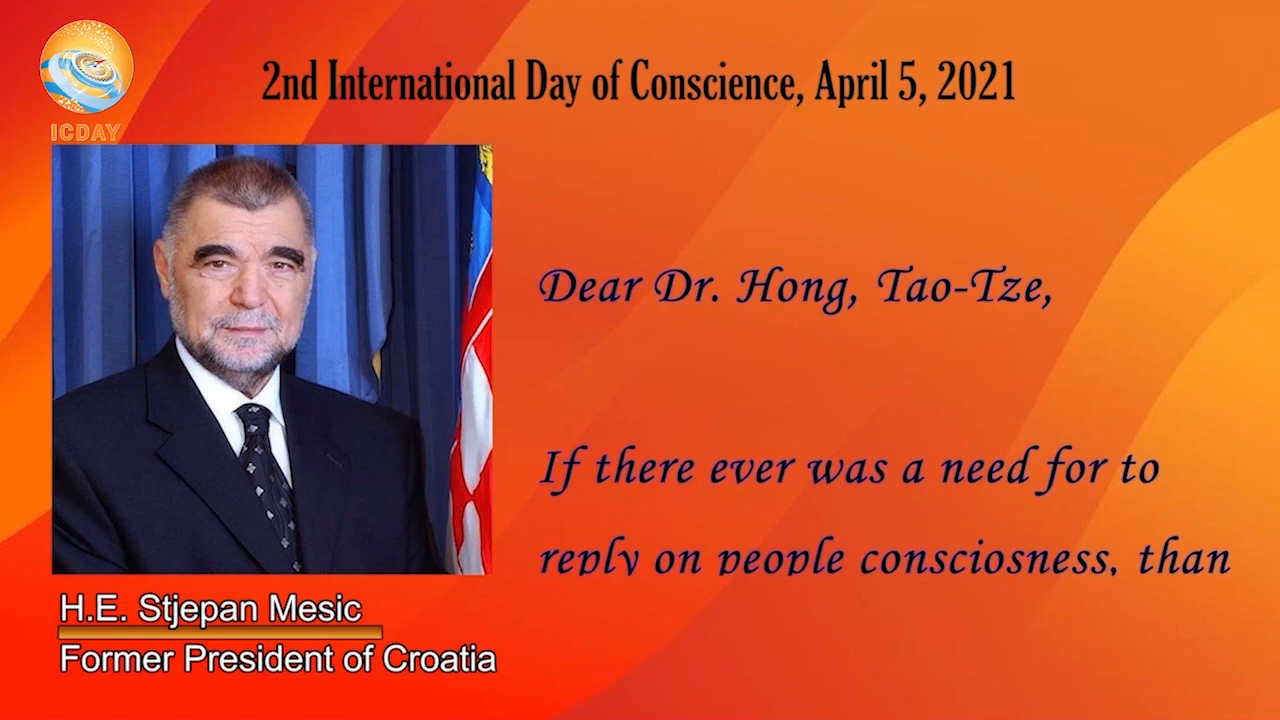 2nd International Day of Conscience, April 5, 2021
ICDAY
Dear Dr. Hong, Tao-Tze,
If there ever was a need for to
reply on people consciosness, than
H.E. Stjepan Mesic
Former President of Croatia